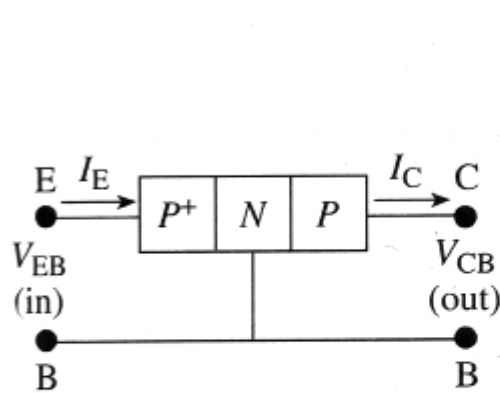 E I_E I_C C
P⁺ N P
V_EB V_CB
(in) (out)
B B